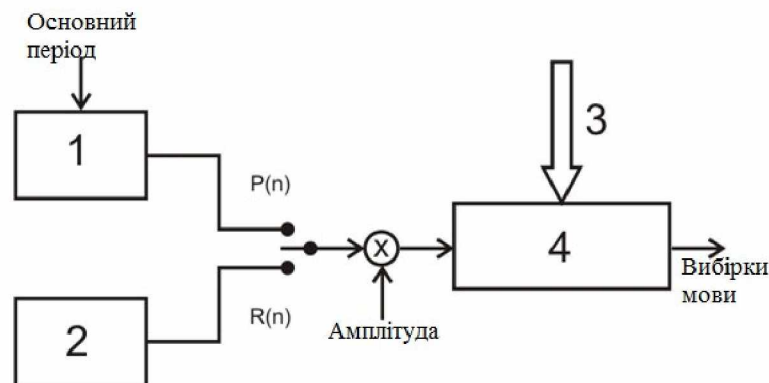 Основний
період
1
P(n)
3
4
X
Вибірки
мови
R(n)
Амплітуда
2